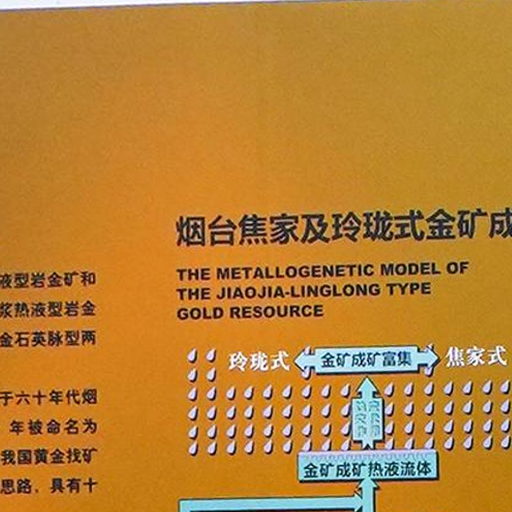 液型岩金矿和
浆热液型岩金
金石英脉型两
于六十年代烟
年被命名为
我国黄金找矿
思路，具有十
烟台焦家及玲珑式金矿成
THE METALLOGENETIC MODEL OF
THE JIAOJIA-LINGLONG TYPE
GOLD RESOURCE
玲珑式
金矿成矿富集
焦家式
金矿成矿热液流体